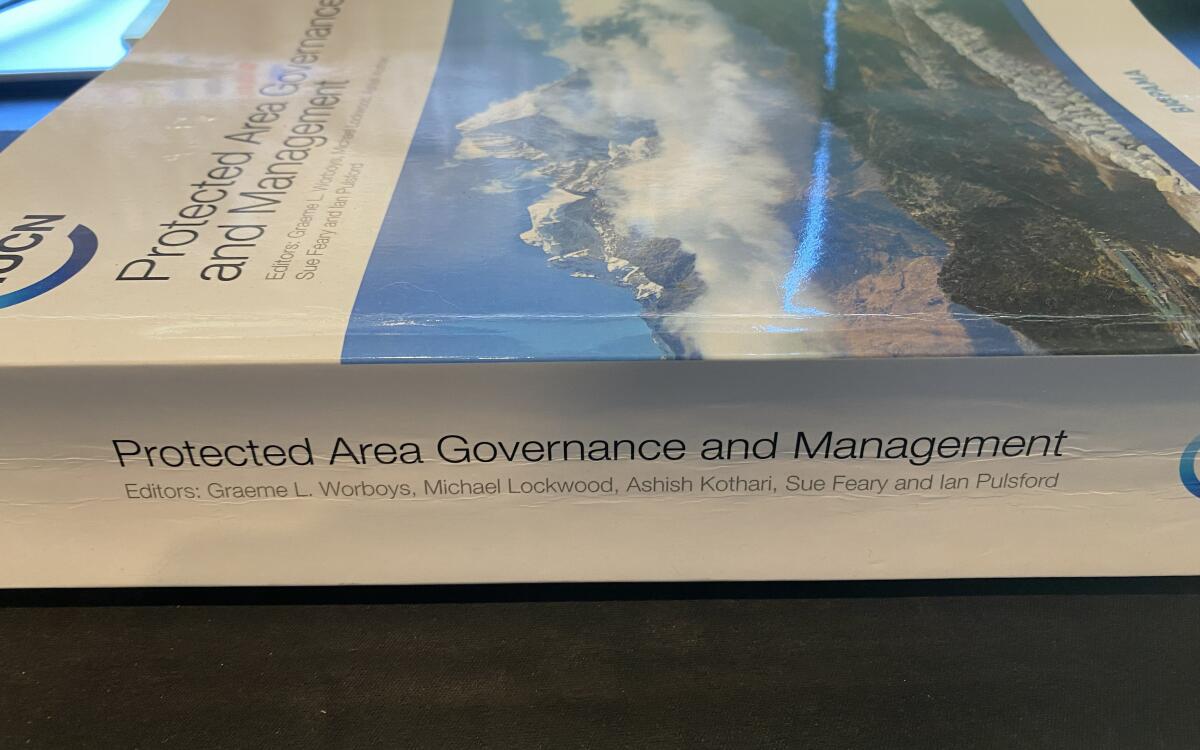 Protected Area Governance
and Management
Editors: Graeme L. Worboys, Michael Lockwood, Ashish Kothari,
Sue Feary and Ian Pulsford
IUCN
BIOPAMA
Protected Area Governance and Management
Editors: Graeme L. Worboys, Michael Lockwood, Ashish Kothari, Sue Feary and Ian Pulsford